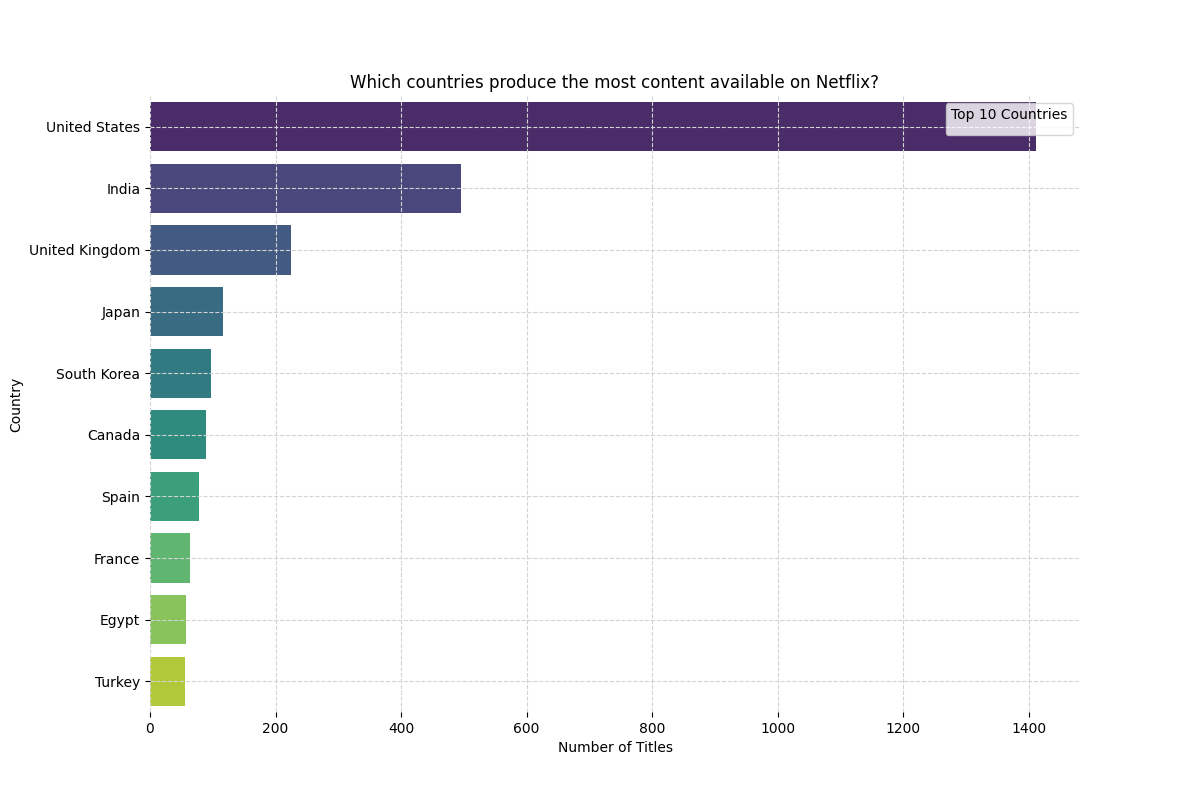 Which countries produce the most content available on Netflix?
Top 10 Countries
United States
India
United Kingdom
Japan
South Korea
Canada
Spain
France
Egypt
Turkey
Country
0 200 400 600 800 1000 1200 1400
Number of Titles